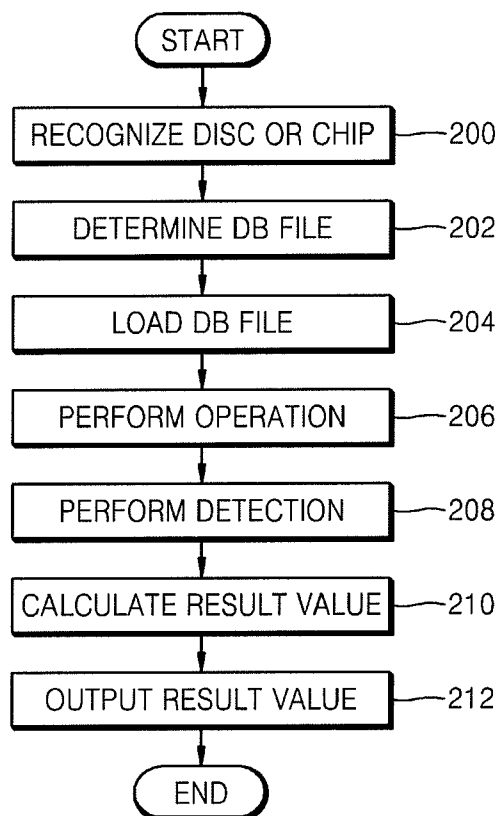 START
RECOGNIZE DISC OR CHIP 200
DETERMINE DB FILE 202
LOAD DB FILE 204
PERFORM OPERATION 206
PERFORM DETECTION 208
CALCULATE RESULT VALUE 210
OUTPUT RESULT VALUE 212
END